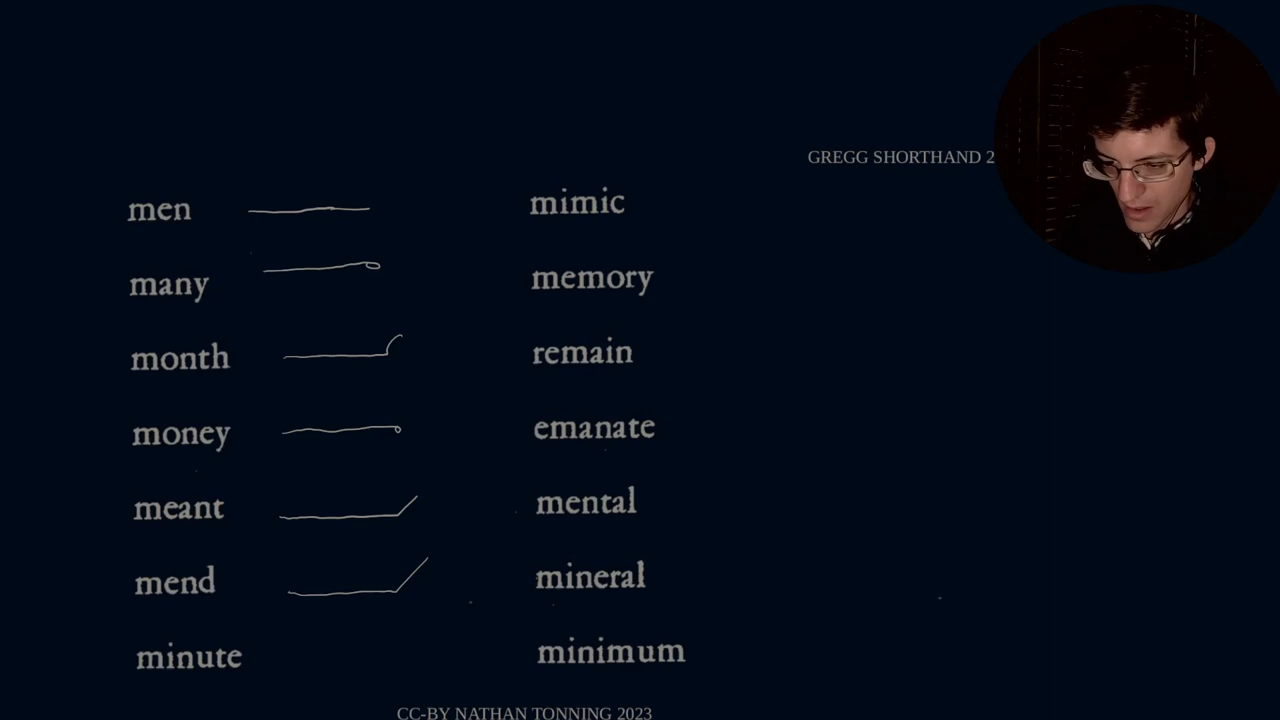 GREGG SHORTHAND 2
men
many
month
money
meant
mend
minute
mimic
memory
remain
emanate
mental
mineral
minimum
CC-BY NATHAN TONNING 2023